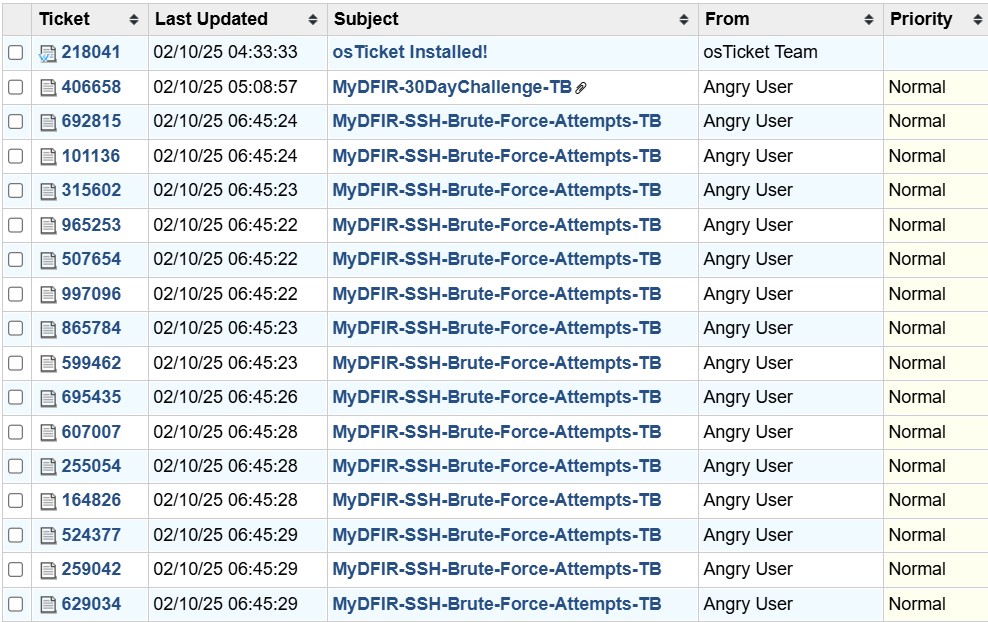 Ticket Last Updated Subject From Priority
218041 02/10/25 04:33:33 osTicket Installed! osTicket Team
406658 02/10/25 05:08:57 MyDFIR-30DayChallenge-TB Angry User Normal
692815 02/10/25 06:45:24 MyDFIR-SSH-Brute-Force-Attempts-TB Angry User Normal
101136 02/10/25 06:45:24 MyDFIR-SSH-Brute-Force-Attempts-TB Angry User Normal
315602 02/10/25 06:45:23 MyDFIR-SSH-Brute-Force-Attempts-TB Angry User Normal
965253 02/10/25 06:45:22 MyDFIR-SSH-Brute-Force-Attempts-TB Angry User Normal
507654 02/10/25 06:45:22 MyDFIR-SSH-Brute-Force-Attempts-TB Angry User Normal
997096 02/10/25 06:45:22 MyDFIR-SSH-Brute-Force-Attempts-TB Angry User Normal
865784 02/10/25 06:45:23 MyDFIR-SSH-Brute-Force-Attempts-TB Angry User Normal
599462 02/10/25 06:45:23 MyDFIR-SSH-Brute-Force-Attempts-TB Angry User Normal
695435 02/10/25 06:45:26 MyDFIR-SSH-Brute-Force-Attempts-TB Angry User Normal
607007 02/10/25 06:45:28 MyDFIR-SSH-Brute-Force-Attempts-TB Angry User Normal
255054 02/10/25 06:45:28 MyDFIR-SSH-Brute-Force-Attempts-TB Angry User Normal
164826 02/10/25 06:45:28 MyDFIR-SSH-Brute-Force-Attempts-TB Angry User Normal
524377 02/10/25 06:45:29 MyDFIR-SSH-Brute-Force-Attempts-TB Angry User Normal
259042 02/10/25 06:45:29 MyDFIR-SSH-Brute-Force-Attempts-TB Angry User Normal
629034 02/10/25 06:45:29 MyDFIR-SSH-Brute-Force-Attempts-TB Angry User Normal